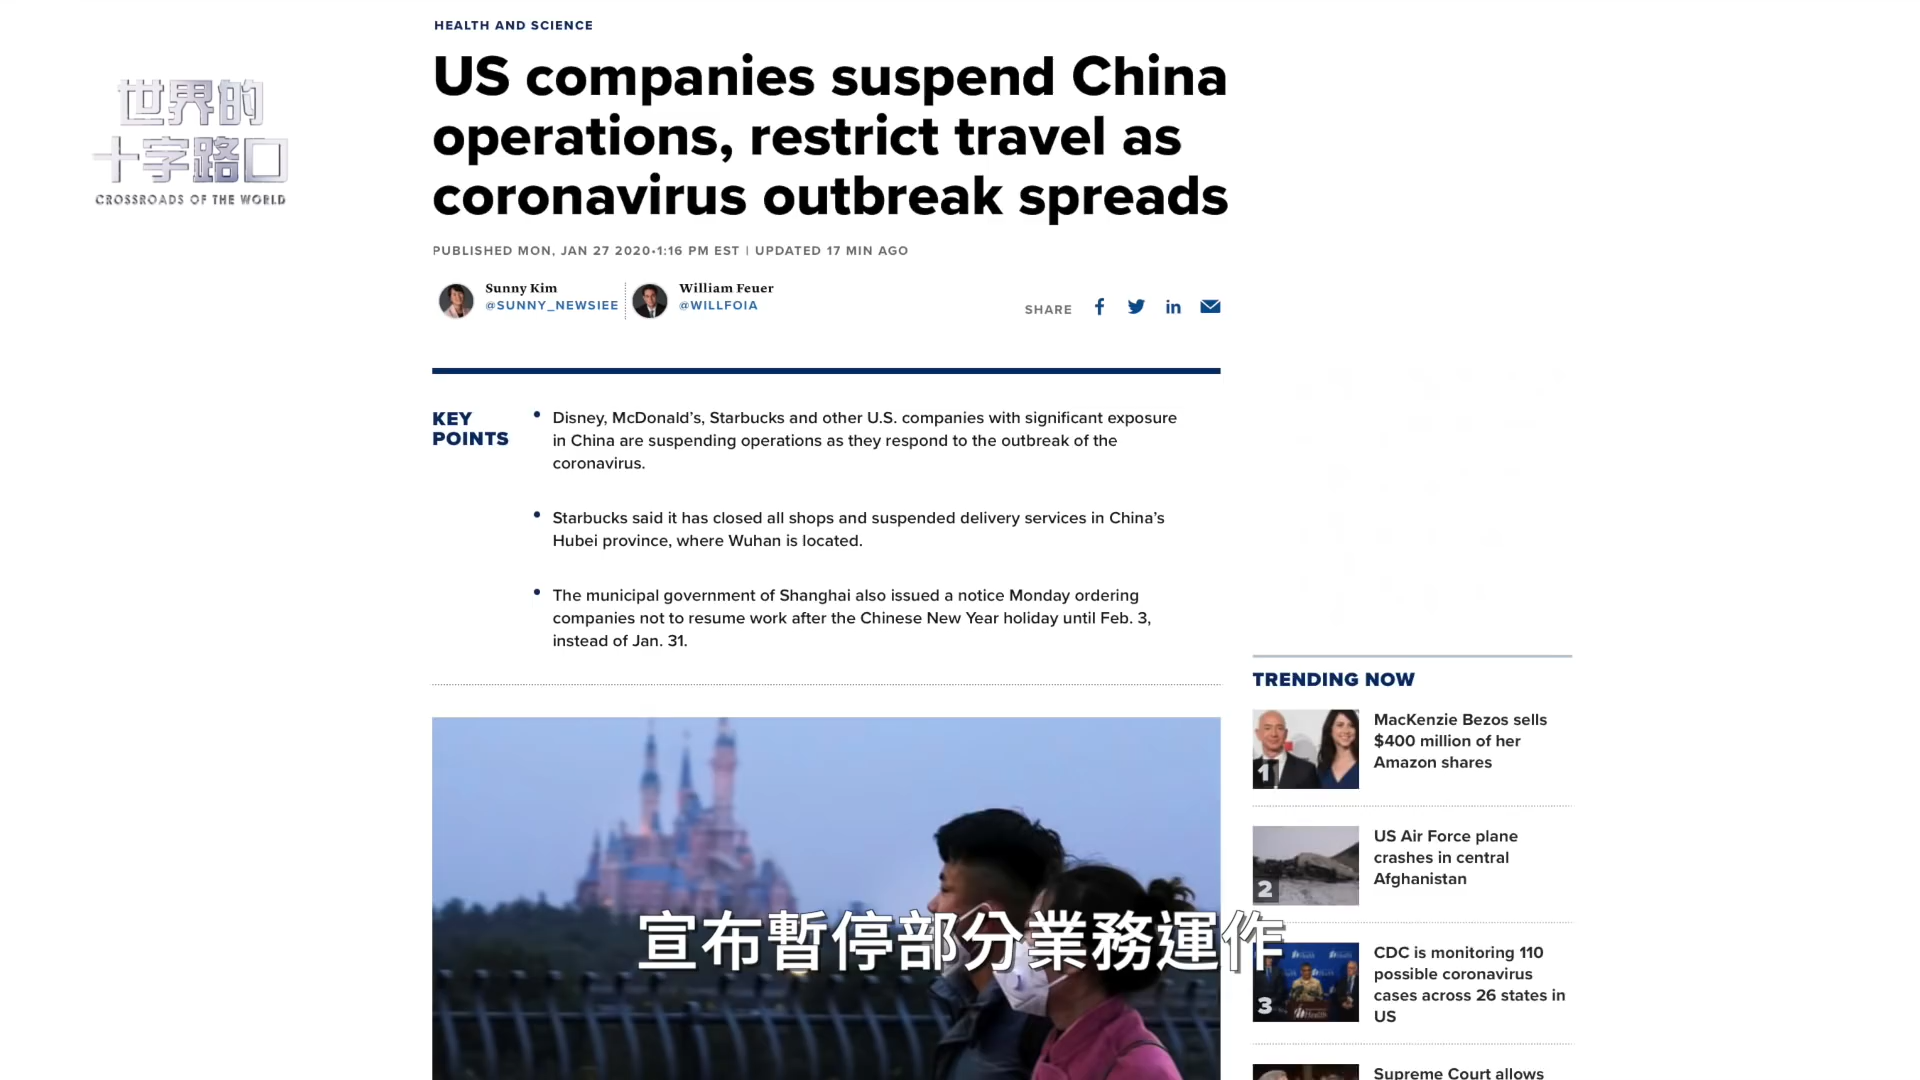 世界的
十字路口
CROSSROADS OF THE WORLD
HEALTH AND SCIENCE
US companies suspend China
operations, restrict travel as
coronavirus outbreak spreads
PUBLISHED MON, JAN 27 2020•1:16 PM EST | UPDATED 17 MIN AGO
Sunny Kim
@SUNNY_NEWSIEE
William Feuer
@WILLFOIA
SHARE
KEY
POINTS
• Disney, McDonald’s, Starbucks and other U.S. companies with significant exposure
in China are suspending operations as they respond to the outbreak of the
coronavirus.
• Starbucks said it has closed all shops and suspended delivery services in China’s
Hubei province, where Wuhan is located.
• The municipal government of Shanghai also issued a notice Monday ordering
companies not to resume work after the Chinese New Year holiday until Feb. 3,
instead of Jan. 31.
宣布暫停部分業務運作
TRENDING NOW
1
MacKenzie Bezos sells
$400 million of her
Amazon shares
2
US Air Force plane
crashes in central
Afghanistan
3
CDC is monitoring 110
possible coronavirus
cases across 26 states in
US
Supreme Court allows